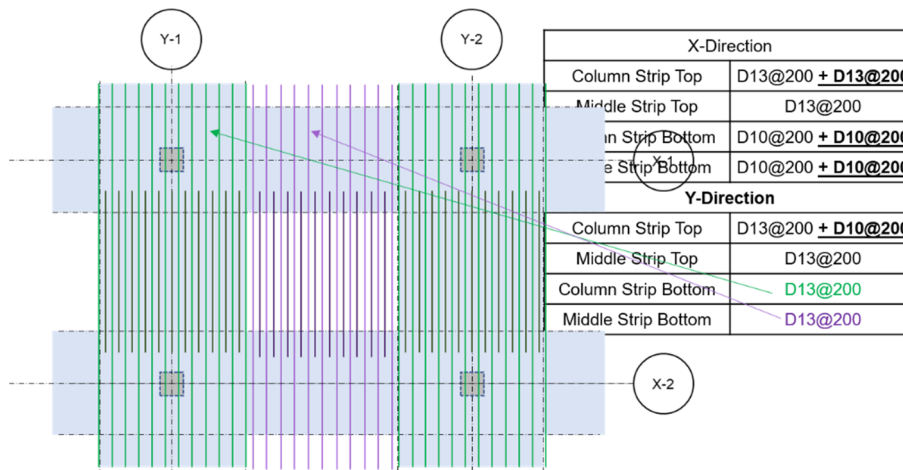 Y-1
Y-2
X-Direction
Column Strip Top D13@200 + D13@200
Middle Strip Top D13@200
n Strip Bottom D10@200 + D10@200
e Strip Bottom D10@200 + D10@200
X-1
Y-Direction
Column Strip Top D13@200 + D10@200
Middle Strip Top D13@200
Column Strip Bottom D13@200
Middle Strip Bottom D13@200
X-2